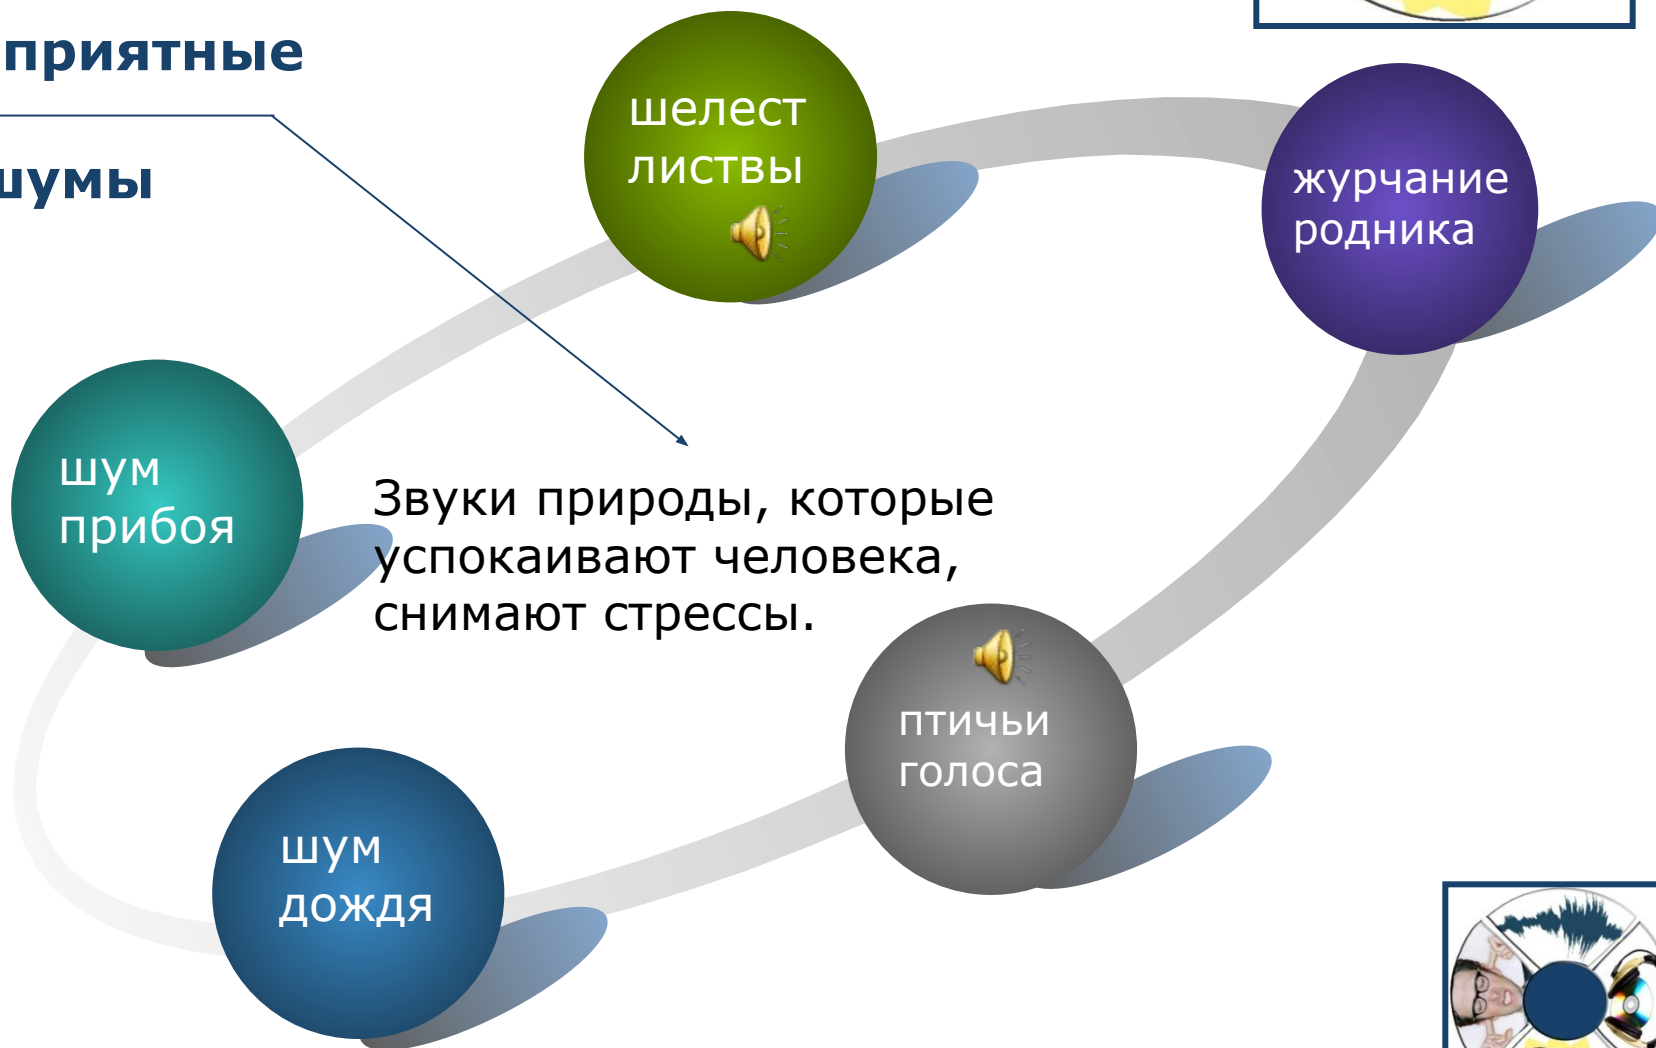 приятные
шумы
шелест
листвы
журчание
родника
шум
прибоя
Звуки природы, которые
успокаивают человека,
снимают стрессы.
птичьи
голоса
шум
дождя